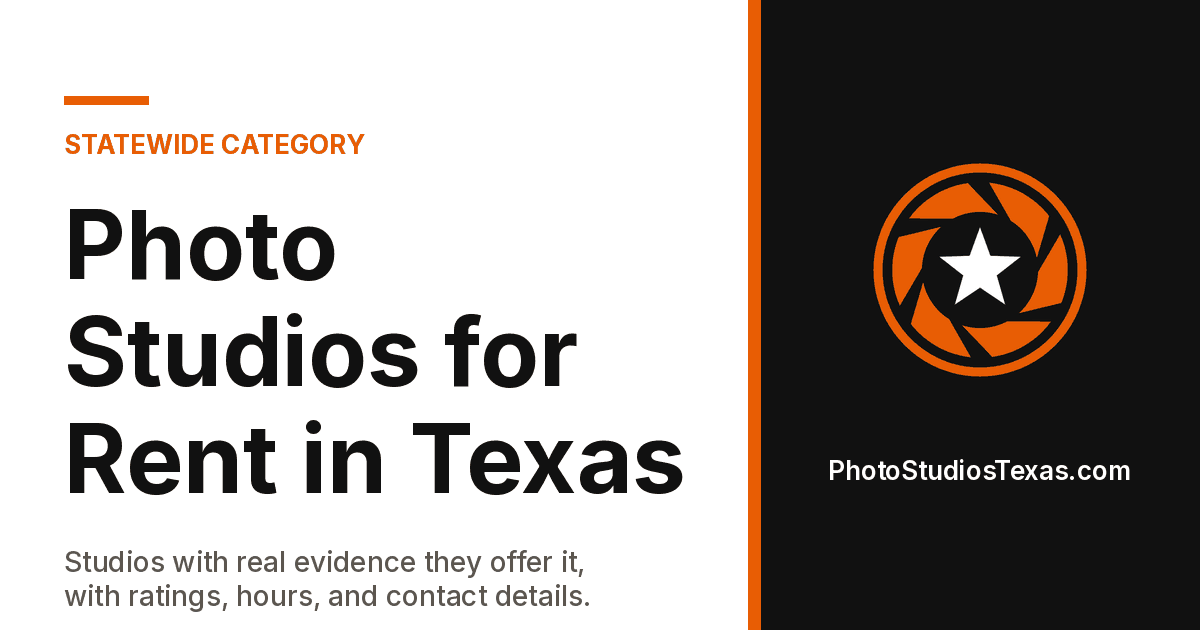 STATEWIDE CATEGORY
Photo
Studios for
Rent in Texas
Studios with real evidence they offer it,
with ratings, hours, and contact details.
PhotoStudiosTexas.com